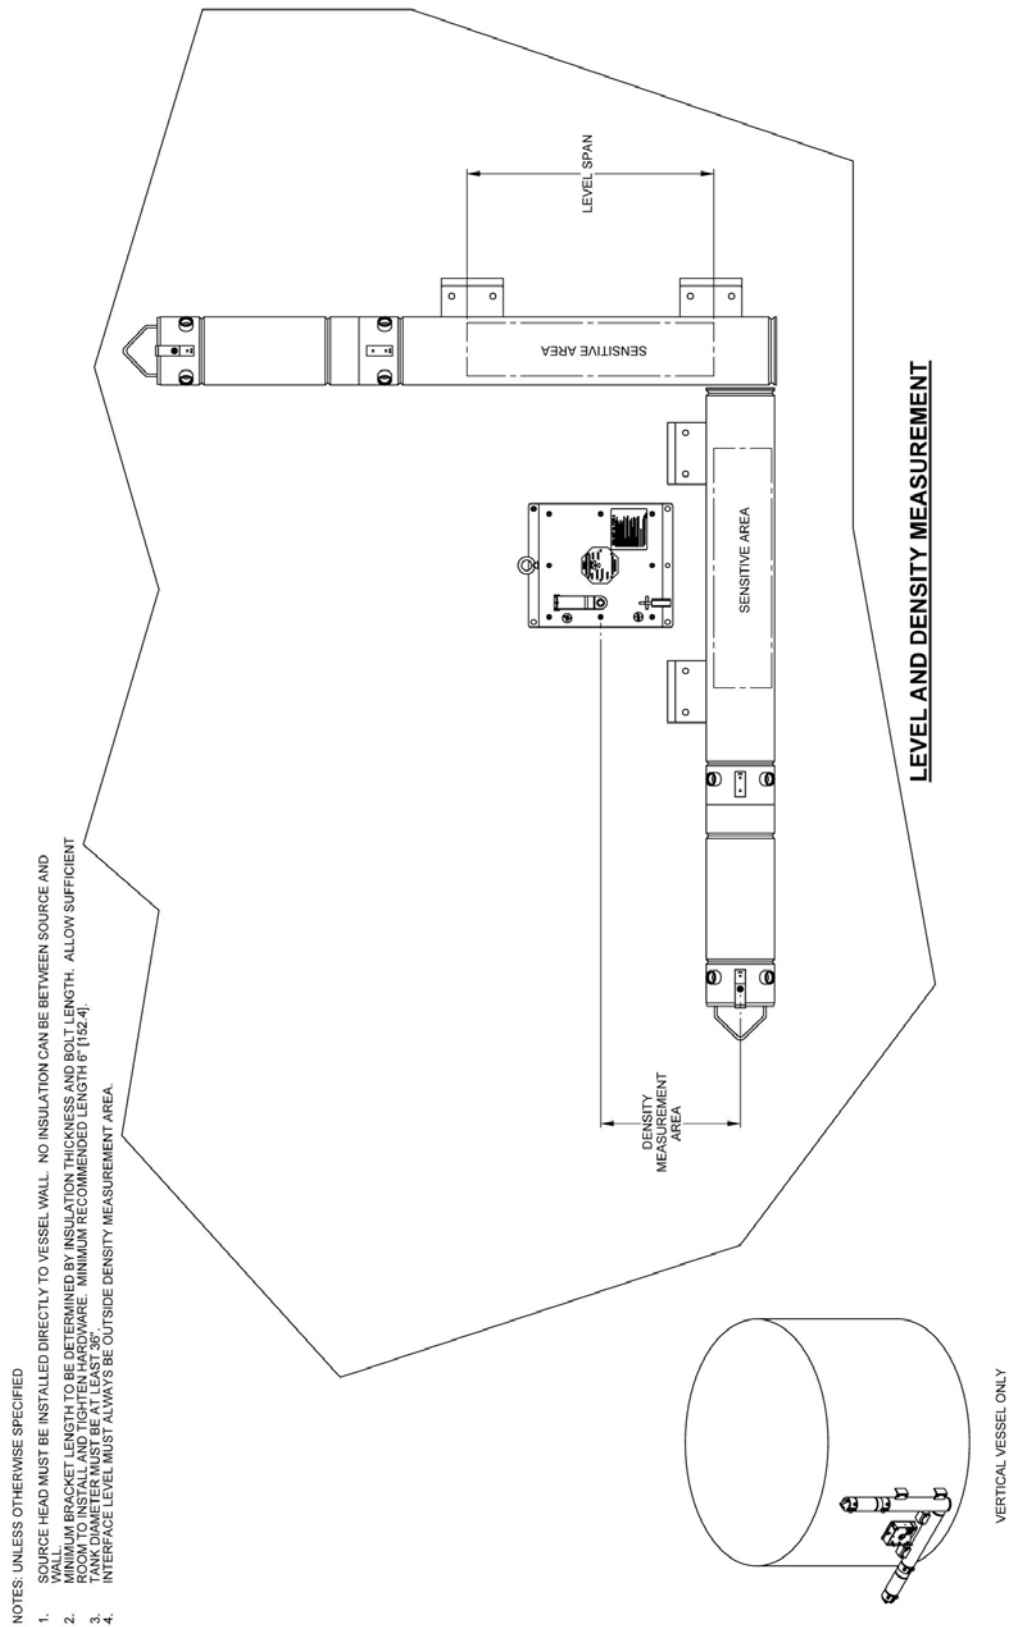 NOTES: UNLESS OTHERWISE SPECIFIED
1. SOURCE HEAD MUST BE INSTALLED DIRECTLY TO VESSEL WALL. NO INSULATION CAN BE BETWEEN SOURCE AND
WALL.
2. MINIMUM BRACKET LENGTH TO BE DETERMINED BY INSULATION THICKNESS AND BOLT LENGTH. ALLOW SUFFICIENT
ROOM TO INSTALL AND TIGHTEN HARDWARE. MINIMUM RECOMMENDED LENGTH 6" [152.4].
3. TANK DIAMETER MUST BE AT LEAST 36".
4. INTERFACE LEVEL MUST ALWAYS BE OUTSIDE DENSITY MEASUREMENT AREA.
LEVEL SPAN
SENSITIVE AREA
SENSITIVE AREA
DENSITY
MEASUREMENT
AREA
LEVEL AND DENSITY MEASUREMENT
VERTICAL VESSEL ONLY